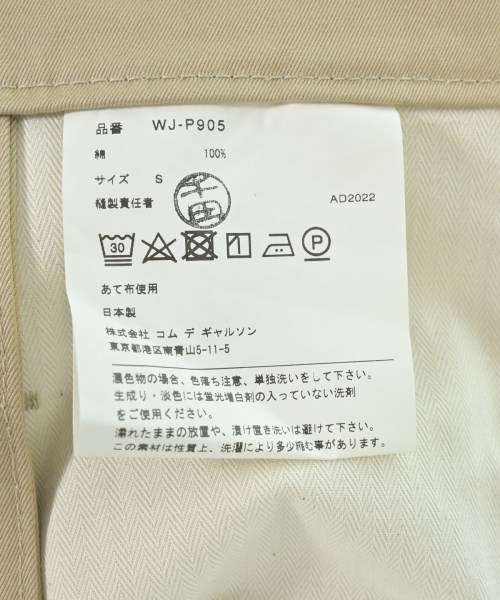 品番 WJ-P905
綿 100%
サイズ S
縫製責任者 千田 AD2022
30 P
あて布使用
日本製
株式会社 コム デ ギャルソン
東京都港区南青山5-11-5
濃色物の場合、色落ち注意、単独洗いをして下さい。
生成り・淡色には蛍光増白剤の入っていない洗剤
をご使用ください。
濡れたままの放置や、漬け置き洗いは避けて下さい。
この素材は性質上、洗濯により多少飛む事があります。